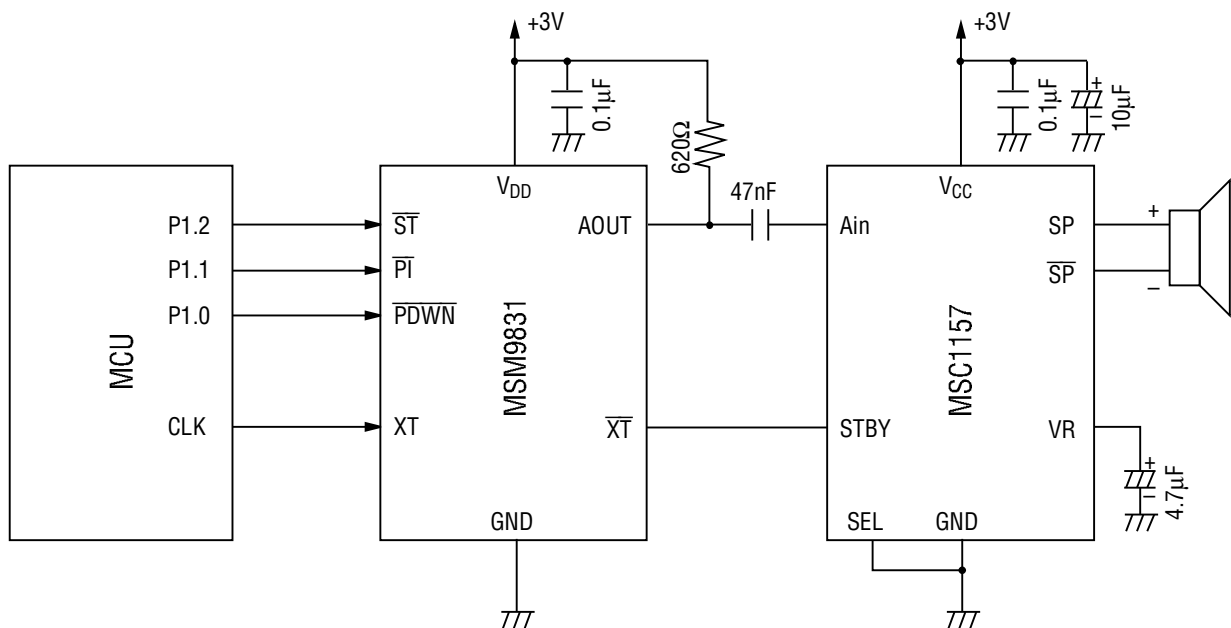 +3V
0.1µF
620Ω
+3V
0.1µF
+
–
10µF
MCU
P1.2
P1.1
P1.0
CLK
MSM9831
VDD
ST
PI
PDWN
XT
AOUT
XT
GND
47nF
MSC1157
VCC
Ain
STBY
SEL
GND
SP
SP
VR
+
–
+
–
4.7µF